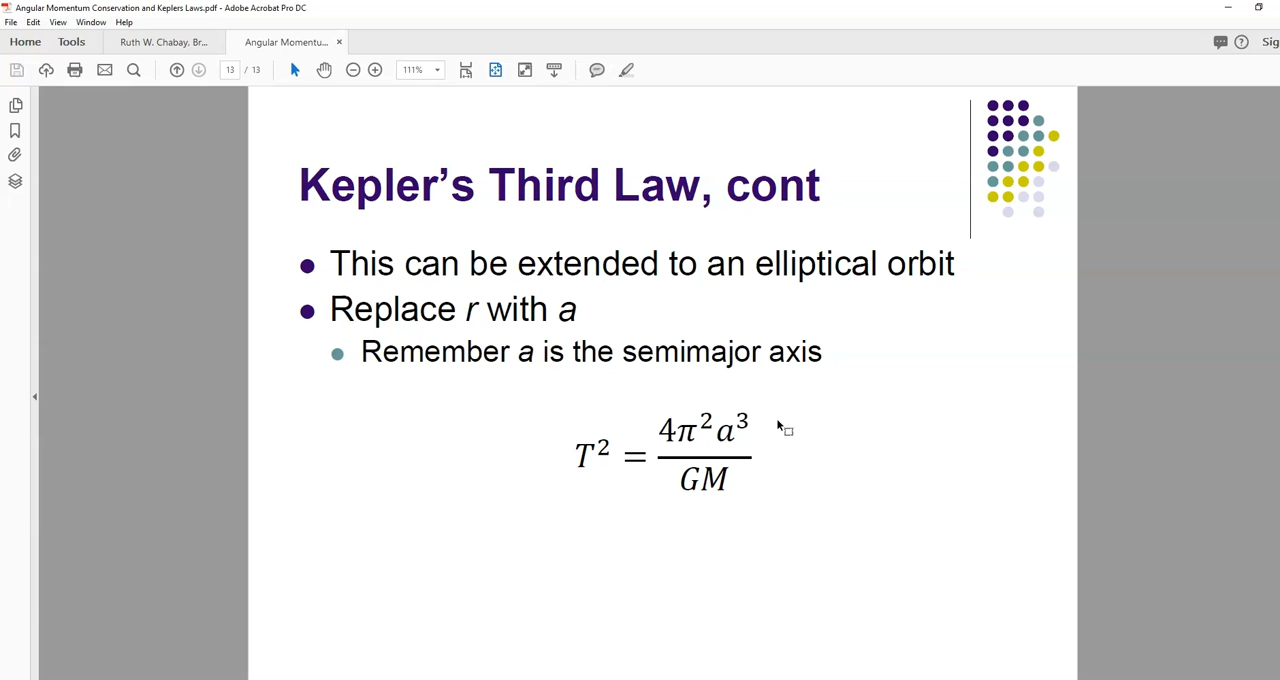 Angular Momentum Conservation and Keplers Laws.pdf - Adobe Acrobat Pro DC
File Edit View Window Help
Home Tools Ruth W. Chabay, Br... Angular Momentu... × Sig
13 / 13 111%
Kepler's Third Law, cont
This can be extended to an elliptical orbit
Replace r with a
Remember a is the semimajor axis
T² = 4π²a³ / GM